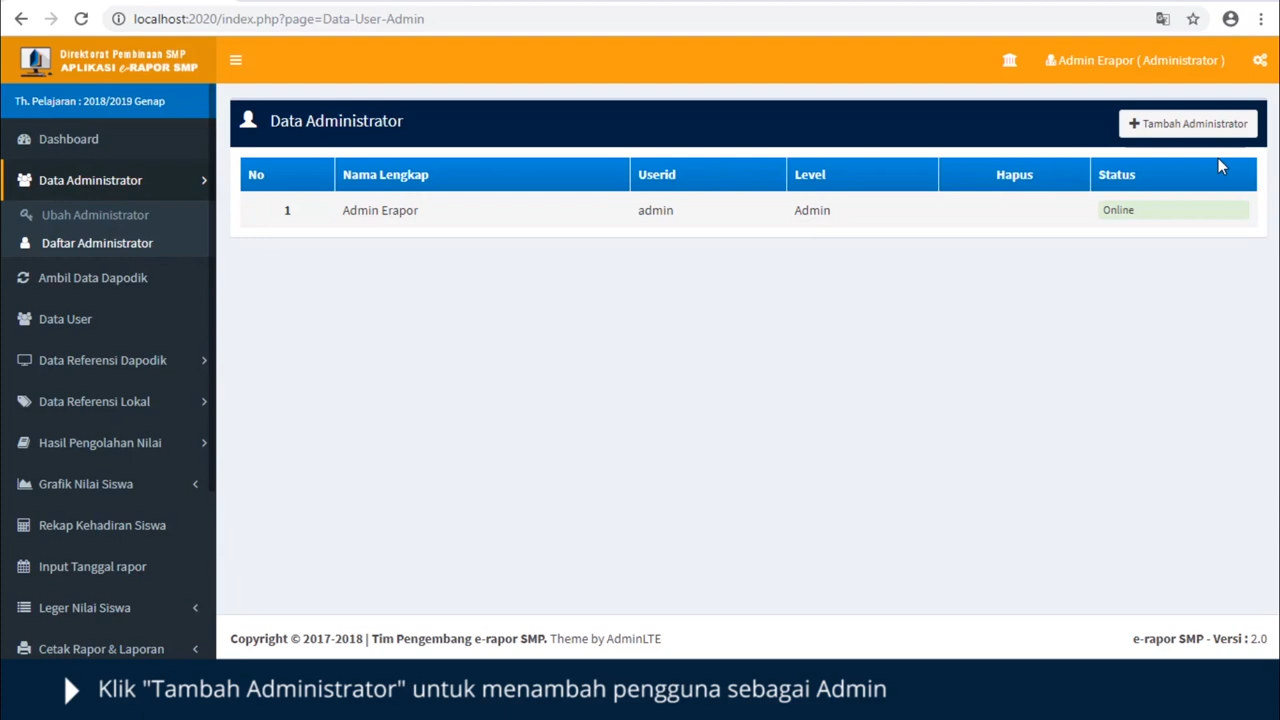 localhost:2020/index.php?page=Data-User-Admin
Direktorat Pembinaan SMP
APLIKASI e-RAPOR SMP
Admin Erapor ( Administrator )
Th. Pelajaran : 2018/2019 Genap
Dashboard
Data Administrator
Ubah Administrator
Daftar Administrator
Ambil Data Dapodik
Data User
Data Referensi Dapodik
Data Referensi Lokal
Hasil Pengolahan Nilai
Grafik Nilai Siswa
Rekap Kehadiran Siswa
Input Tanggal rapor
Leger Nilai Siswa
Cetak Rapor & Laporan
Data Administrator
Tambah Administrator
No Nama Lengkap Userid Level Hapus Status
1 Admin Erapor admin Admin Online
Copyright © 2017-2018 | Tim Pengembang e-rapor SMP. Theme by AdminLTE
e-rapor SMP - Versi : 2.0
Klik "Tambah Administrator" untuk menambah pengguna sebagai Admin